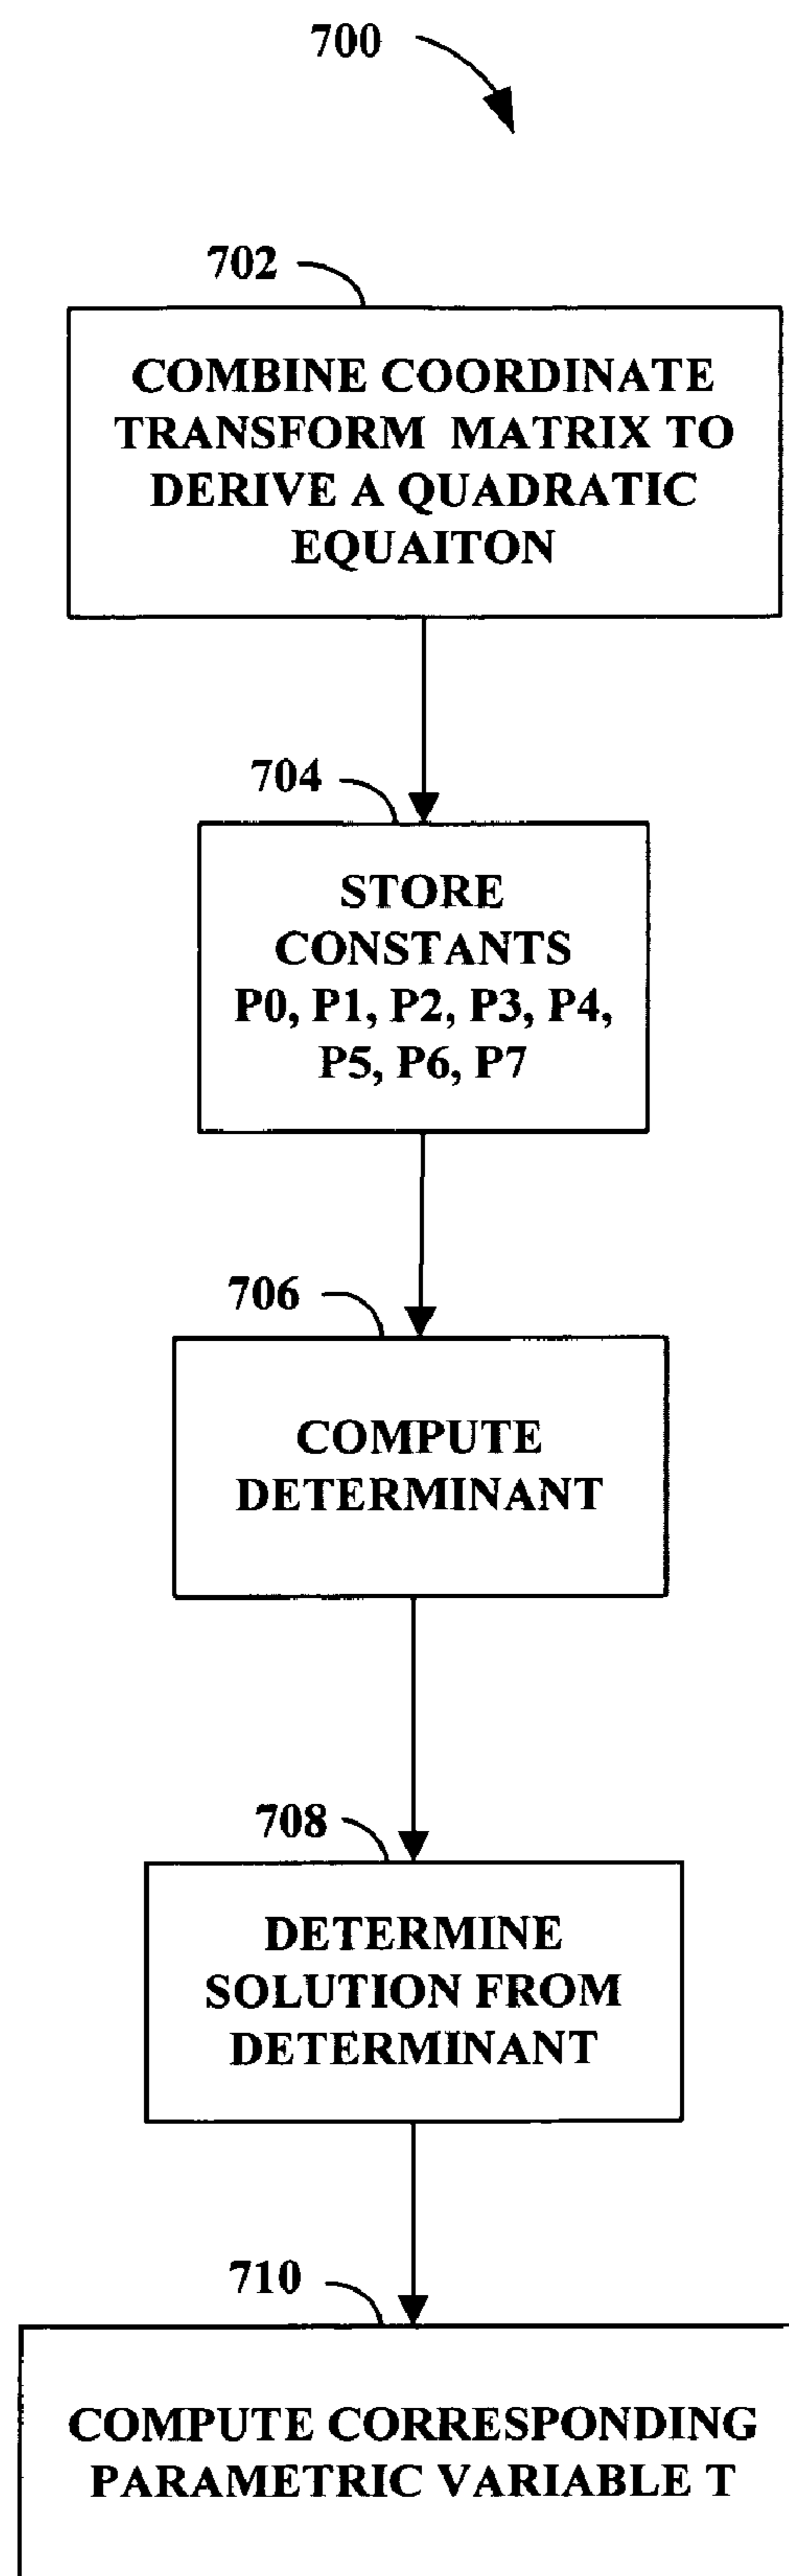 700
702
COMBINE COORDINATE
TRANSFORM MATRIX TO
DERIVE A QUADRATIC
EQUAITON
704
STORE
CONSTANTS
P0, P1, P2, P3, P4,
P5, P6, P7
706
COMPUTE
DETERMINANT
708
DETERMINE
SOLUTION FROM
DETERMINANT
710
COMPUTE CORRESPONDING
PARAMETRIC VARIABLE T